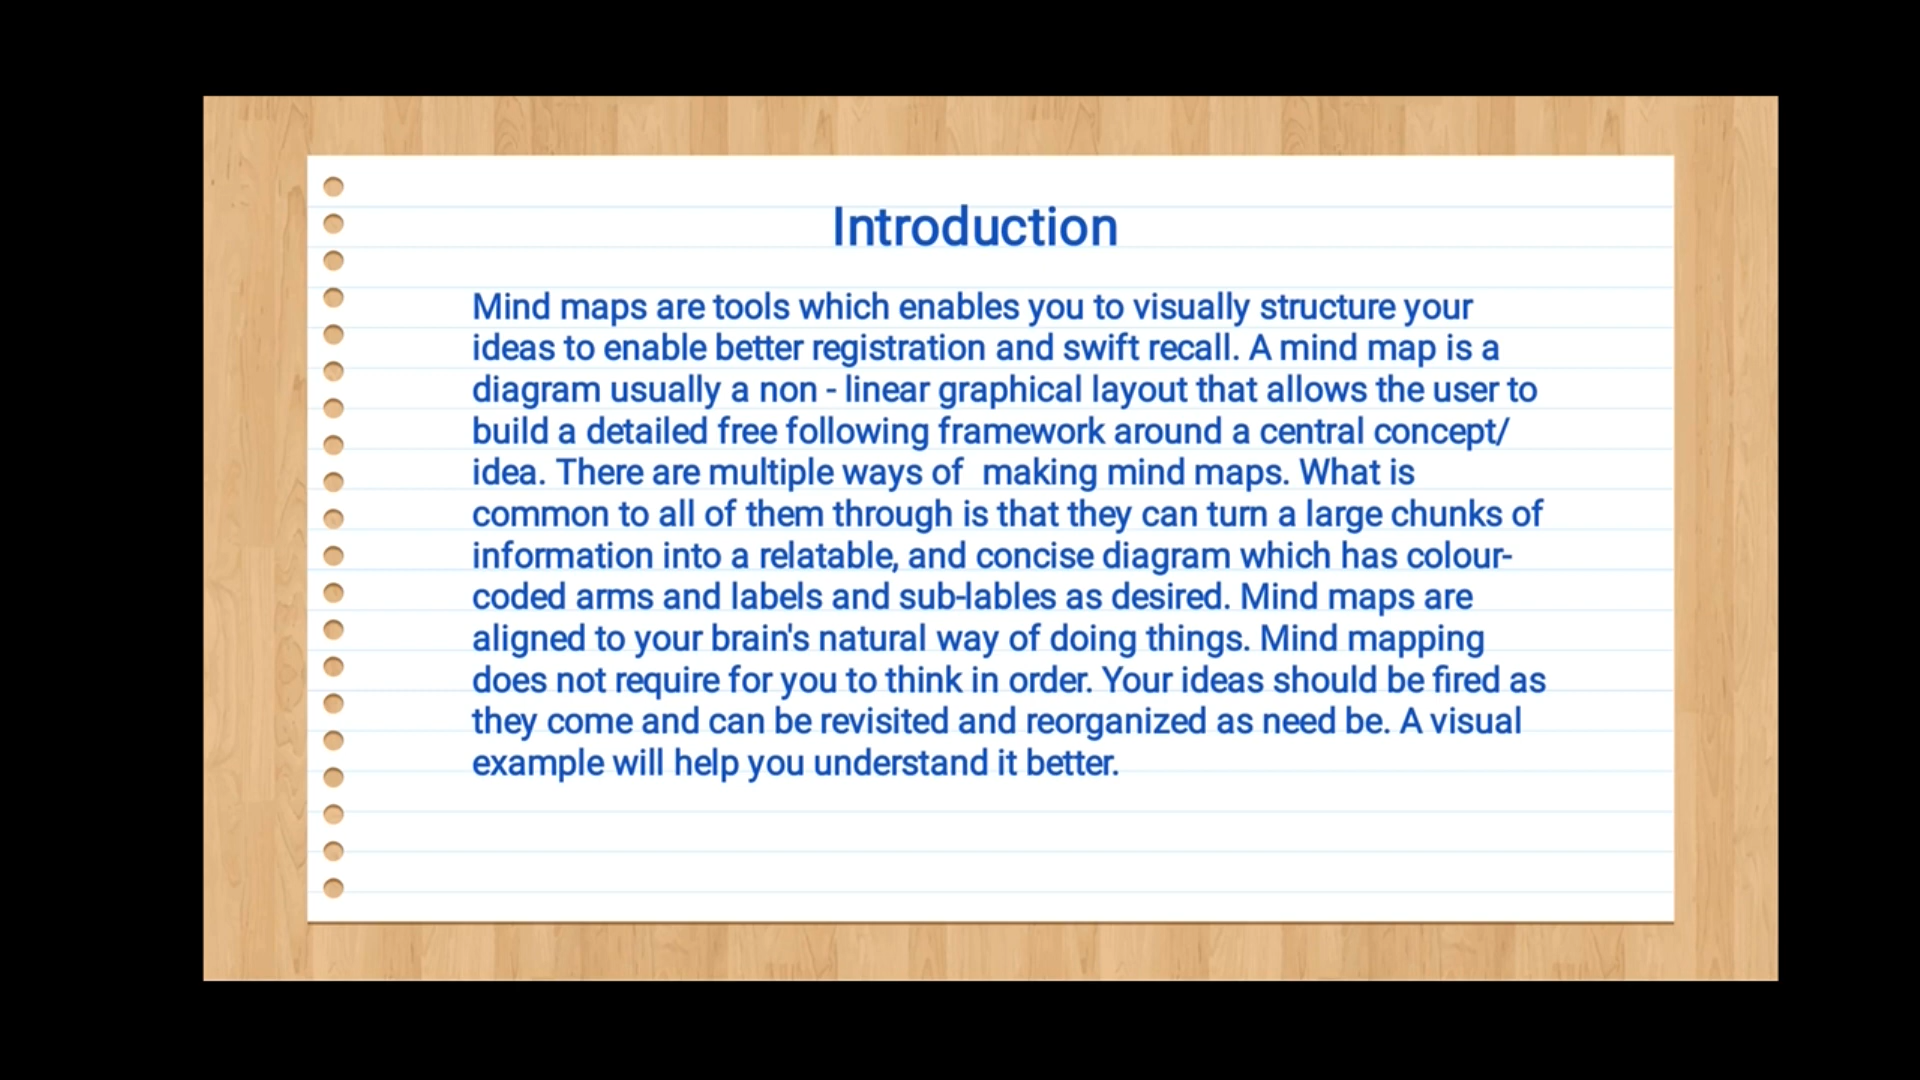 Introduction
Mind maps are tools which enables you to visually structure your
ideas to enable better registration and swift recall. A mind map is a
diagram usually a non - linear graphical layout that allows the user to
build a detailed free following framework around a central concept/
idea. There are multiple ways of  making mind maps. What is
common to all of them through is that they can turn a large chunks of
information into a relatable, and concise diagram which has colour-
coded arms and labels and sub-lables as desired. Mind maps are
aligned to your brain's natural way of doing things. Mind mapping
does not require for you to think in order. Your ideas should be fired as
they come and can be revisited and reorganized as need be. A visual
example will help you understand it better.